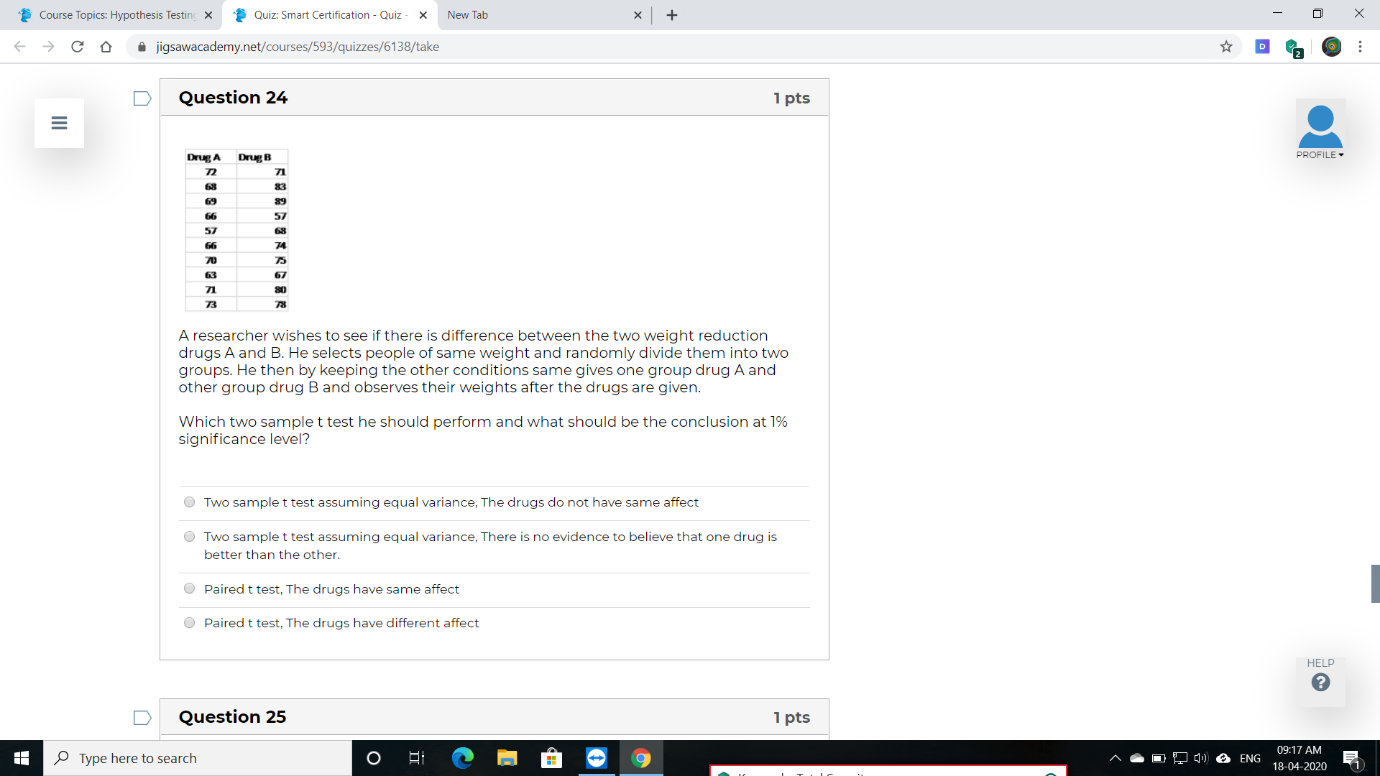 Course Topics: Hypothesis Testing
Quiz: Smart Certification - Quiz -
New Tab
jigsawacademy.net/courses/593/quizzes/6138/take
D
2
Question 24
1 pts
PROFILE
Drug A Drug B
72 71
68 83
69 89
66 57
57 68
66 74
70 75
63 67
71 80
73 78
A researcher wishes to see if there is difference between the two weight reduction
drugs A and B. He selects people of same weight and randomly divide them into two
groups. He then by keeping the other conditions same gives one group drug A and
other group drug B and observes their weights after the drugs are given.
Which two sample t test he should perform and what should be the conclusion at 1%
significance level?
Two sample t test assuming equal variance, The drugs do not have same affect
Two sample t test assuming equal variance, There is no evidence to believe that one drug is
better than the other.
Paired t test, The drugs have same affect
Paired t test, The drugs have different affect
HELP
?
Question 25
1 pts
Type here to search
ENG
09:17 AM
18-04-2020
1